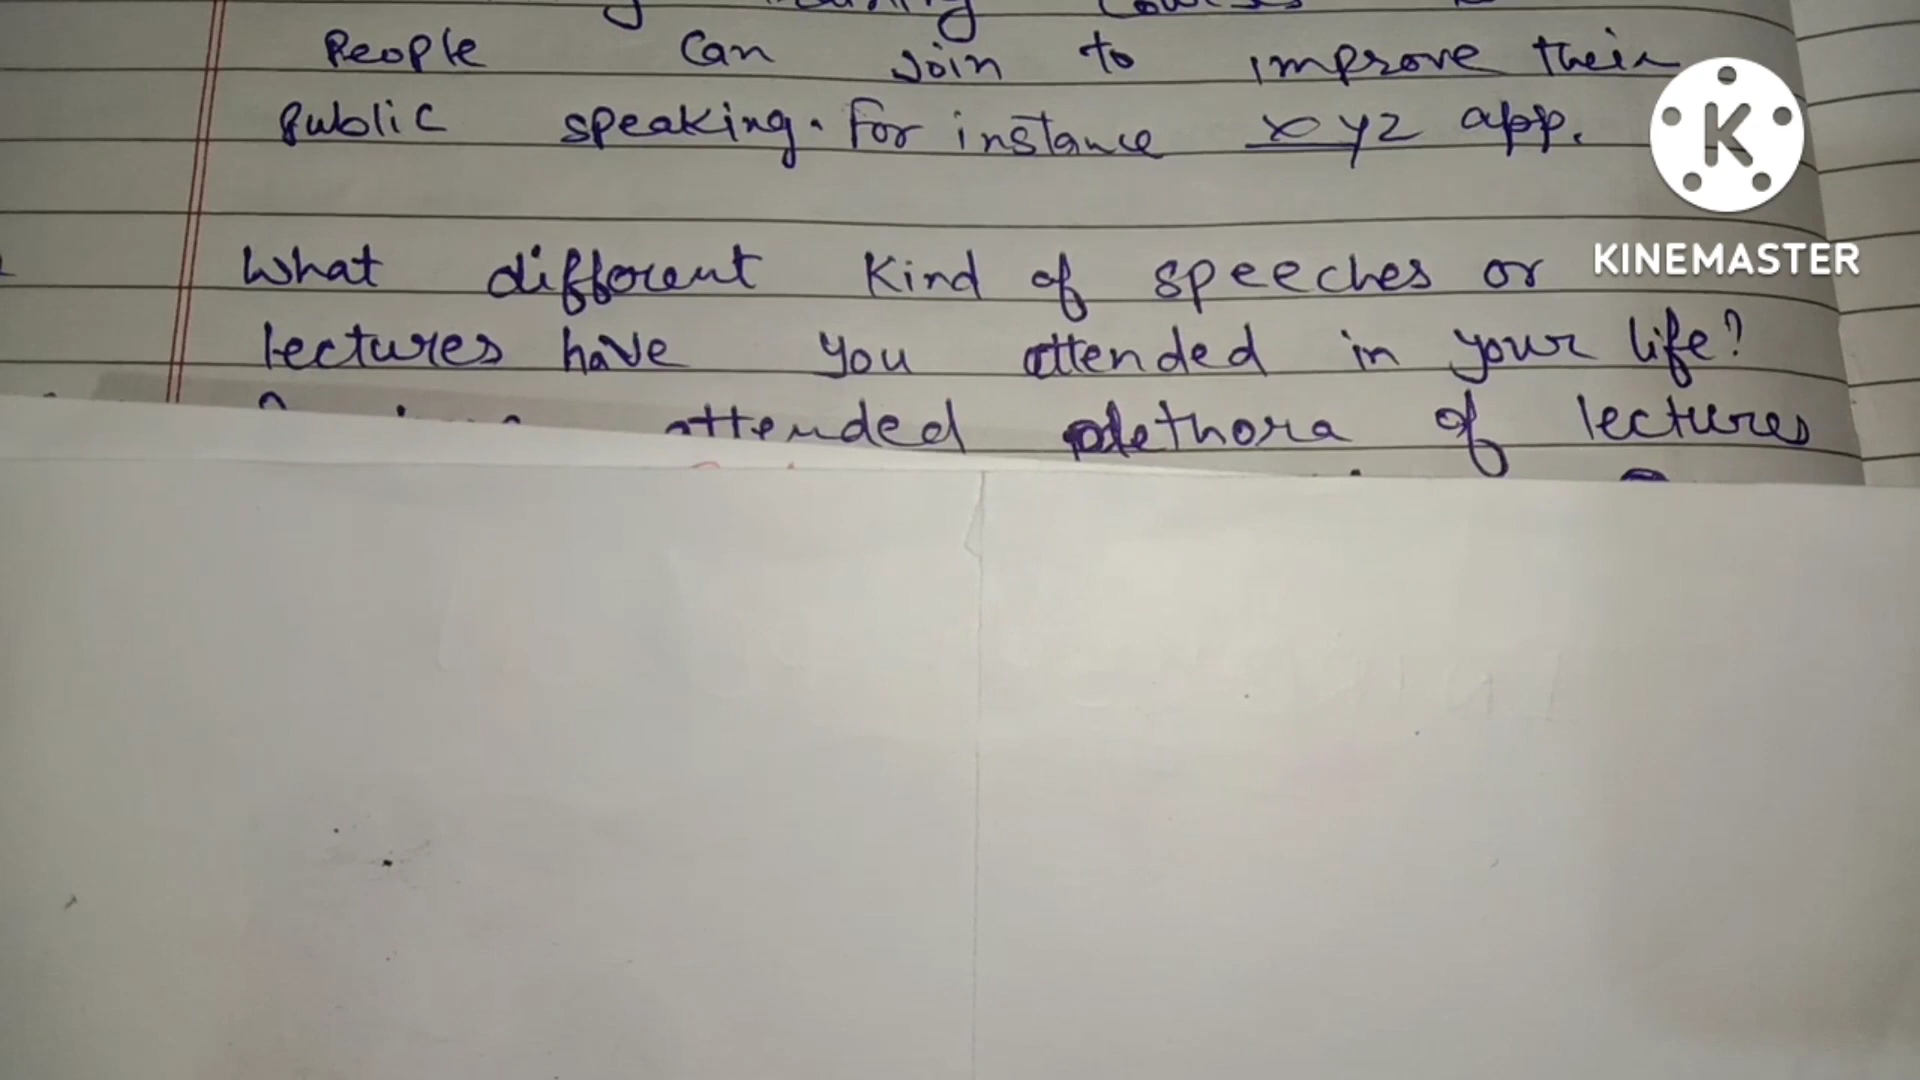 People can join to improve their
public speaking. For instance xyz app.
What different kind of speeches or
lectures have you attended in your life?
attended plethora of lectures
K
KINEMASTER